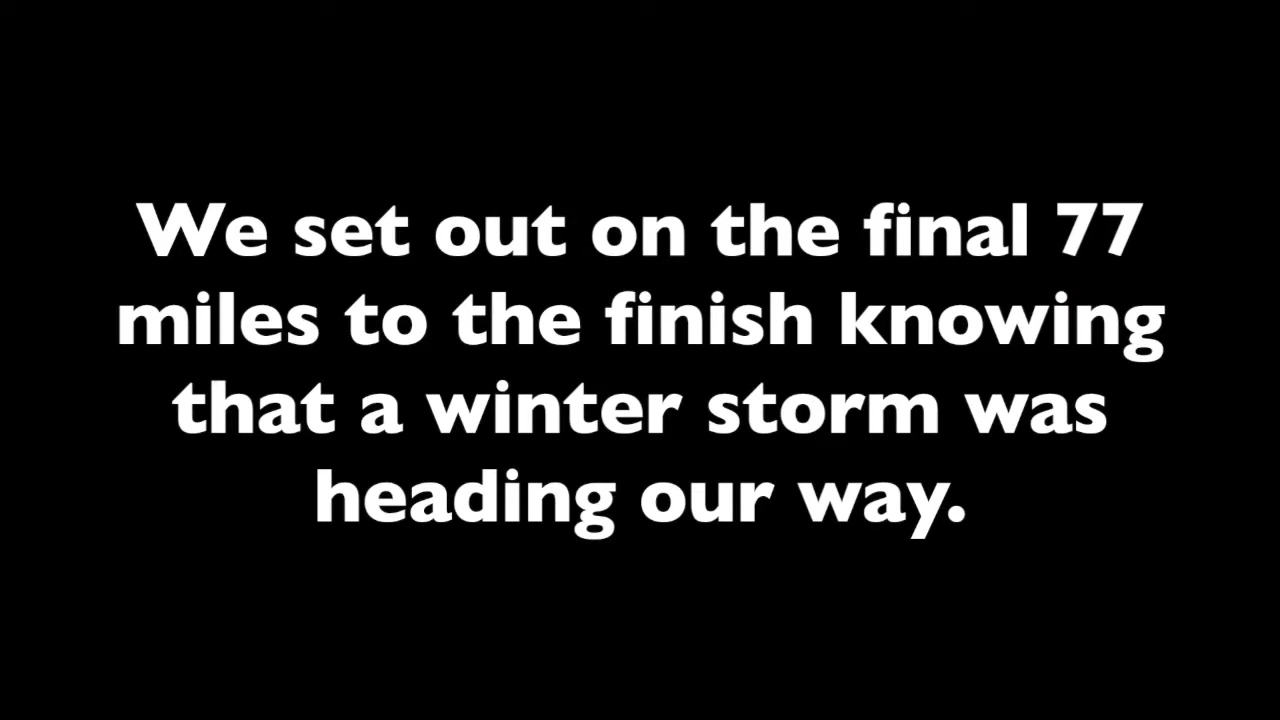 We set out on the final 77
miles to the finish knowing
that a winter storm was
heading our way.